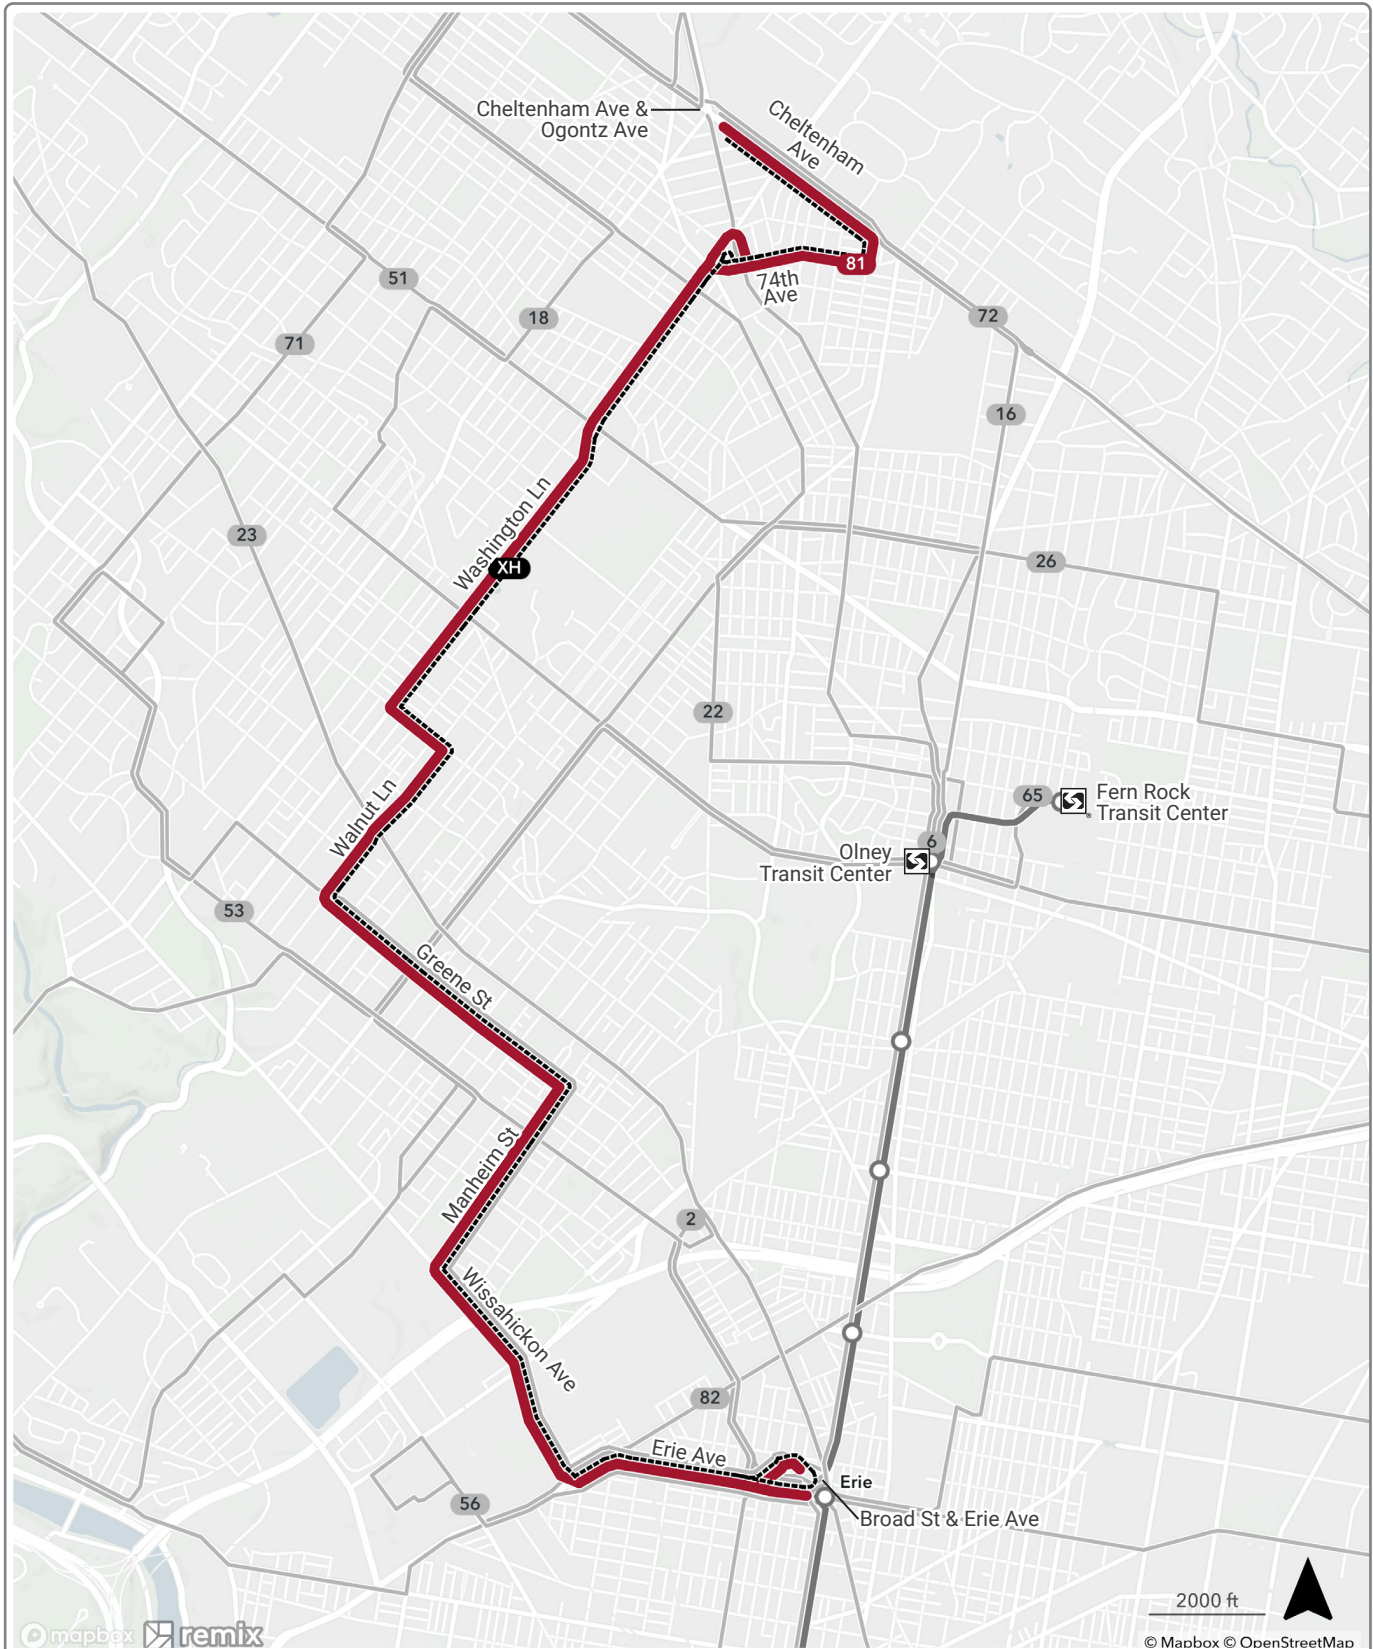 Cheltenham Ave &
Ogontz Ave
Cheltenham
Ave
81
74th
Ave
51
18
71
72
16
Washington Ln
XH
23
26
22
Walnut Ln
65
Fern Rock
Transit Center
6
Olney
Transit Center
53
Greene St
Manheim St
2
Wissahickon Ave
82
Erie Ave
Erie
56
Broad St & Erie Ave
2000 ft
mapbox
remix
© Mapbox © OpenStreetMap